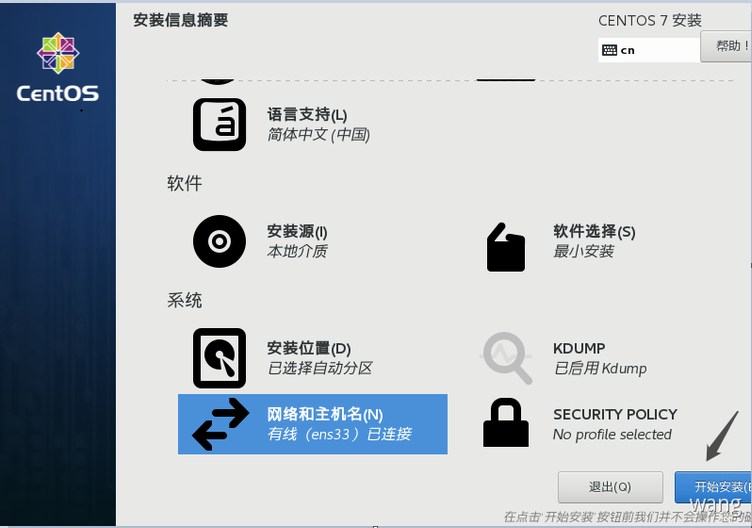 安装信息摘要
CENTOS 7 安装
cn
帮助！
CentOS
语言支持(L)
简体中文 (中国)
软件
安装源(I)
本地介质
软件选择(S)
最小安装
系统
安装位置(D)
已选择自动分区
KDUMP
已启用 Kdump
网络和主机名(N)
有线（ens33）已连接
SECURITY POLICY
No profile selected
退出(Q)
开始安装(
wang
在点击'开始安装'按钮前我们并不会操作您的